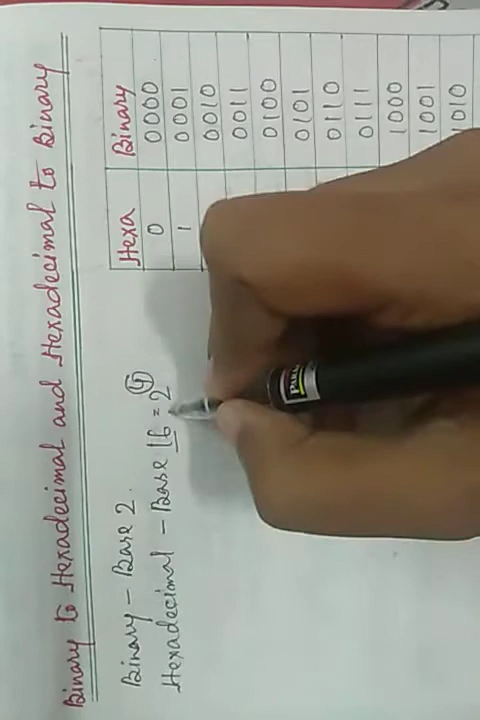 Binary to Hexadecimal and Hexadecimal to Binary
Binary - Base 2.
Hexadecimal - Base 16 = 2^4
Hexa Binary
0 0000
1 0001
0010
0011
0100
0101
0110
0111
1000
1001
1010
PARKER